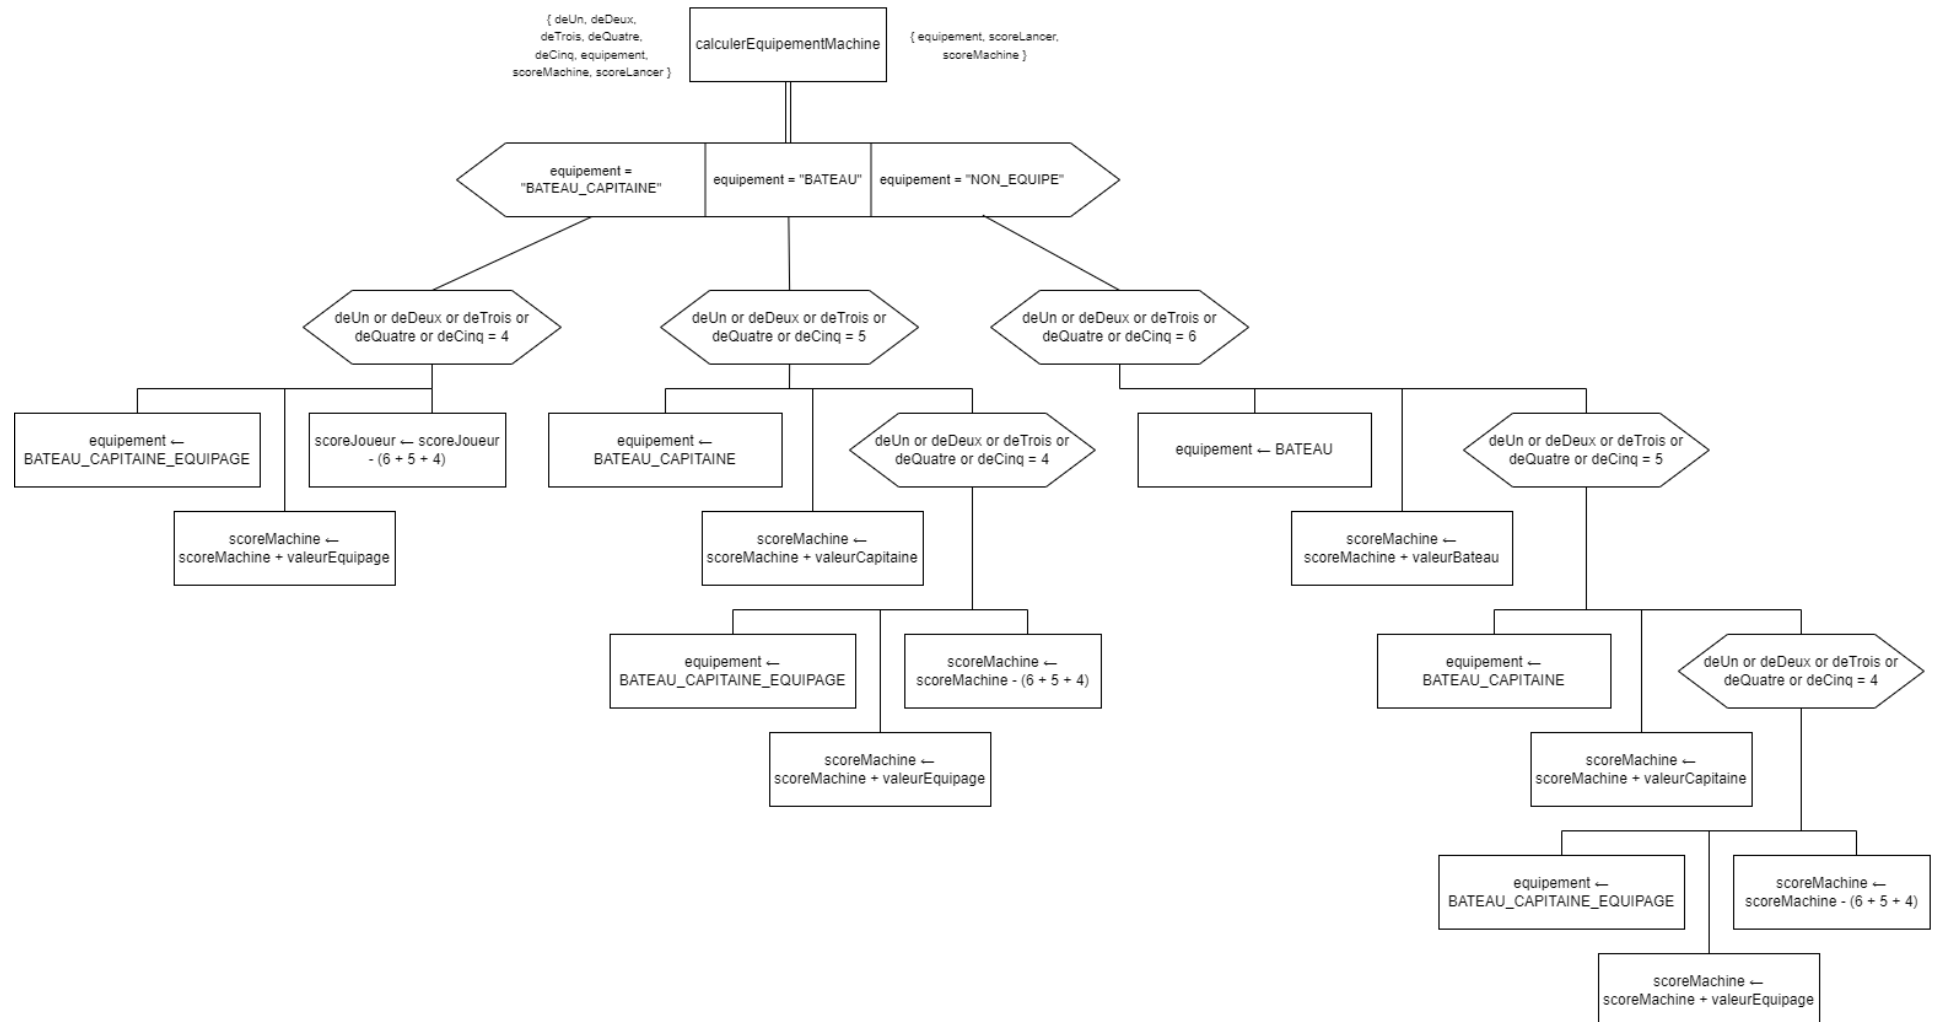 { deUn, deDeux,
deTrois, deQuatre,
deCinq, equipement,
scoreMachine, scoreLancer }
calculerEquipementMachine
{ equipement, scoreLancer,
scoreMachine }
equipement =
"BATEAU_CAPITAINE"
equipement = "BATEAU"
equipement = "NON_EQUIPE"
deUn or deDeux or deTrois or
deQuatre or deCinq = 4
deUn or deDeux or deTrois or
deQuatre or deCinq = 5
deUn or deDeux or deTrois or
deQuatre or deCinq = 6
equipement ←
BATEAU_CAPITAINE_EQUIPAGE
scoreJoueur ← scoreJoueur
- (6 + 5 + 4)
equipement ←
BATEAU_CAPITAINE
deUn or deDeux or deTrois or
deQuatre or deCinq = 4
equipement ← BATEAU
deUn or deDeux or deTrois or
deQuatre or deCinq = 5
scoreMachine ←
scoreMachine + valeurEquipage
scoreMachine ←
scoreMachine + valeurCapitaine
scoreMachine ←
scoreMachine + valeurBateau
equipement ←
BATEAU_CAPITAINE_EQUIPAGE
scoreMachine ←
scoreMachine - (6 + 5 + 4)
equipement ←
BATEAU_CAPITAINE
deUn or deDeux or deTrois or
deQuatre or deCinq = 4
scoreMachine ←
scoreMachine + valeurEquipage
scoreMachine ←
scoreMachine + valeurCapitaine
equipement ←
BATEAU_CAPITAINE_EQUIPAGE
scoreMachine ←
scoreMachine - (6 + 5 + 4)
scoreMachine ←
scoreMachine + valeurEquipage